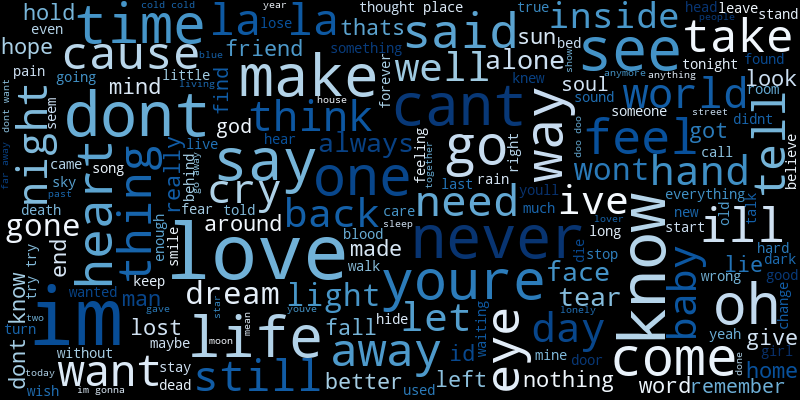 cold cold
year
thought place
true
head
leave
stand
people
hold
even
time
la la
lose
thats
said
inside
take
sun
bed
see
show
tonight
found
cause
friend
something
hope
pain
going
mind
little
blue
living
find
make
house
forever
well
alone
knew
anymore
anything
soul
look
room
world
tell
dont want
far away
night
seem
dont
think
god
hear
always
cant
feeling
together
go
right
way
sound
someone
street
didnt
doo doo doo
feel
got
call
believe
came
song
heart
thing
really
live
behind
go away
say
one
last
rain
wont
hand
sky
past
death
fear
told
cry
care
sleep
need
youll
much
ive
lover
everything
talk
new
old
start
long
gone
end
enough
smile
around
back
blood
made
walk
love
never
die
stop
know
ill
hard
dark
good
change
lie
wrong
baby
try
try
keep
wanted
man
dream
light
youre
face
tear
lonely
oh
dont know
turn
two
im
gave
star
youve
lost
maybe
moon
mean
life
fall
hide
let
waiting
eye
day
yeah
give
girl
without
today
wish
want
im gonna
stay
dead
still
away
better
used
id
left
mine
door
nothing
come
done
word
remember
home